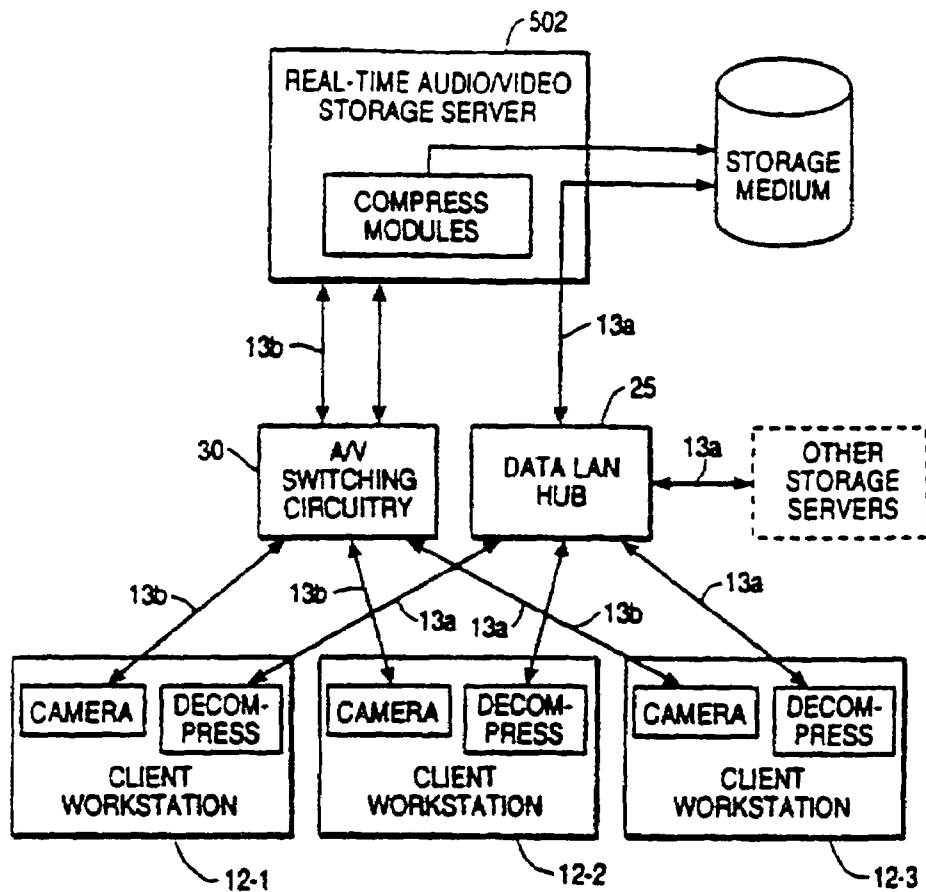 502
REAL-TIME AUDIO/VIDEO
STORAGE SERVER
COMPRESS
MODULES
STORAGE
MEDIUM
13b
13a
25
30
A/V
SWITCHING
CIRCUITRY
DATA LAN
HUB
13a
OTHER
STORAGE
SERVERS
13b
13b
13a
13a
13b
13a
CAMERA
DECOM-
PRESS
CLIENT
WORKSTATION
CAMERA
DECOM-
PRESS
CLIENT
WORKSTATION
CAMERA
DECOM-
PRESS
CLIENT
WORKSTATION
12-1
12-2
12-3